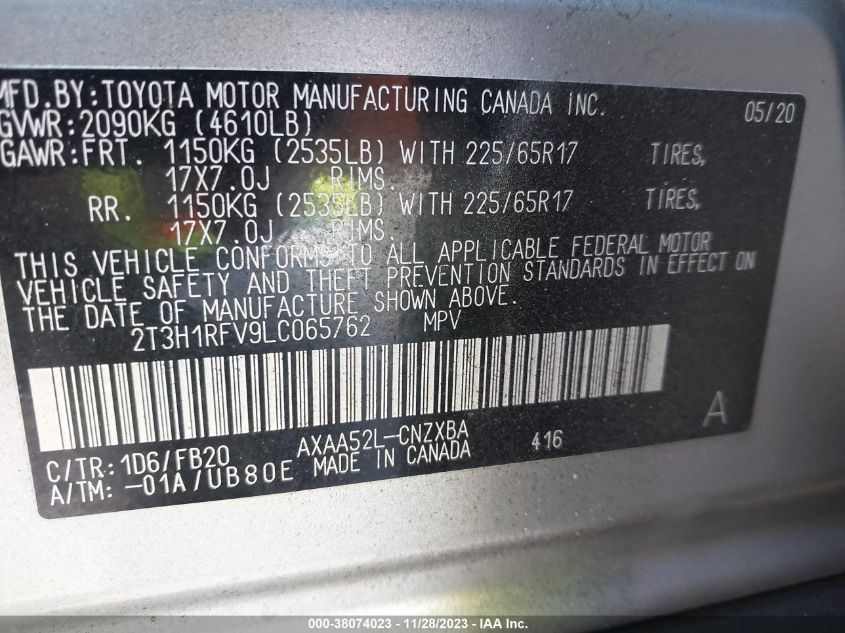 MFD.BY:TOYOTA MOTOR MANUFACTURING CANADA INC. 05/20
GVWR:2090KG (4610LB)
GAWR:FRT. 1150KG (2535LB) WITH 225/65R17 TIRES,
17X7.0J RIMS.
RR. 1150KG (2535LB) WITH 225/65R17 TIRES,
17X7.0J RIMS.
THIS VEHICLE CONFORMS TO ALL APPLICABLE FEDERAL MOTOR
VEHICLE SAFETY AND THEFT PREVENTION STANDARDS IN EFFECT ON
THE DATE OF MANUFACTURE SHOWN ABOVE.
2T3H1RFV9LC065762 MPV
A
AXAA52L-CNZXBA 416
C/TR:1D6/FB20 MADE IN CANADA
A/TM:-01A/UB80E
000-38074023 - 11/28/2023 - IAA Inc.